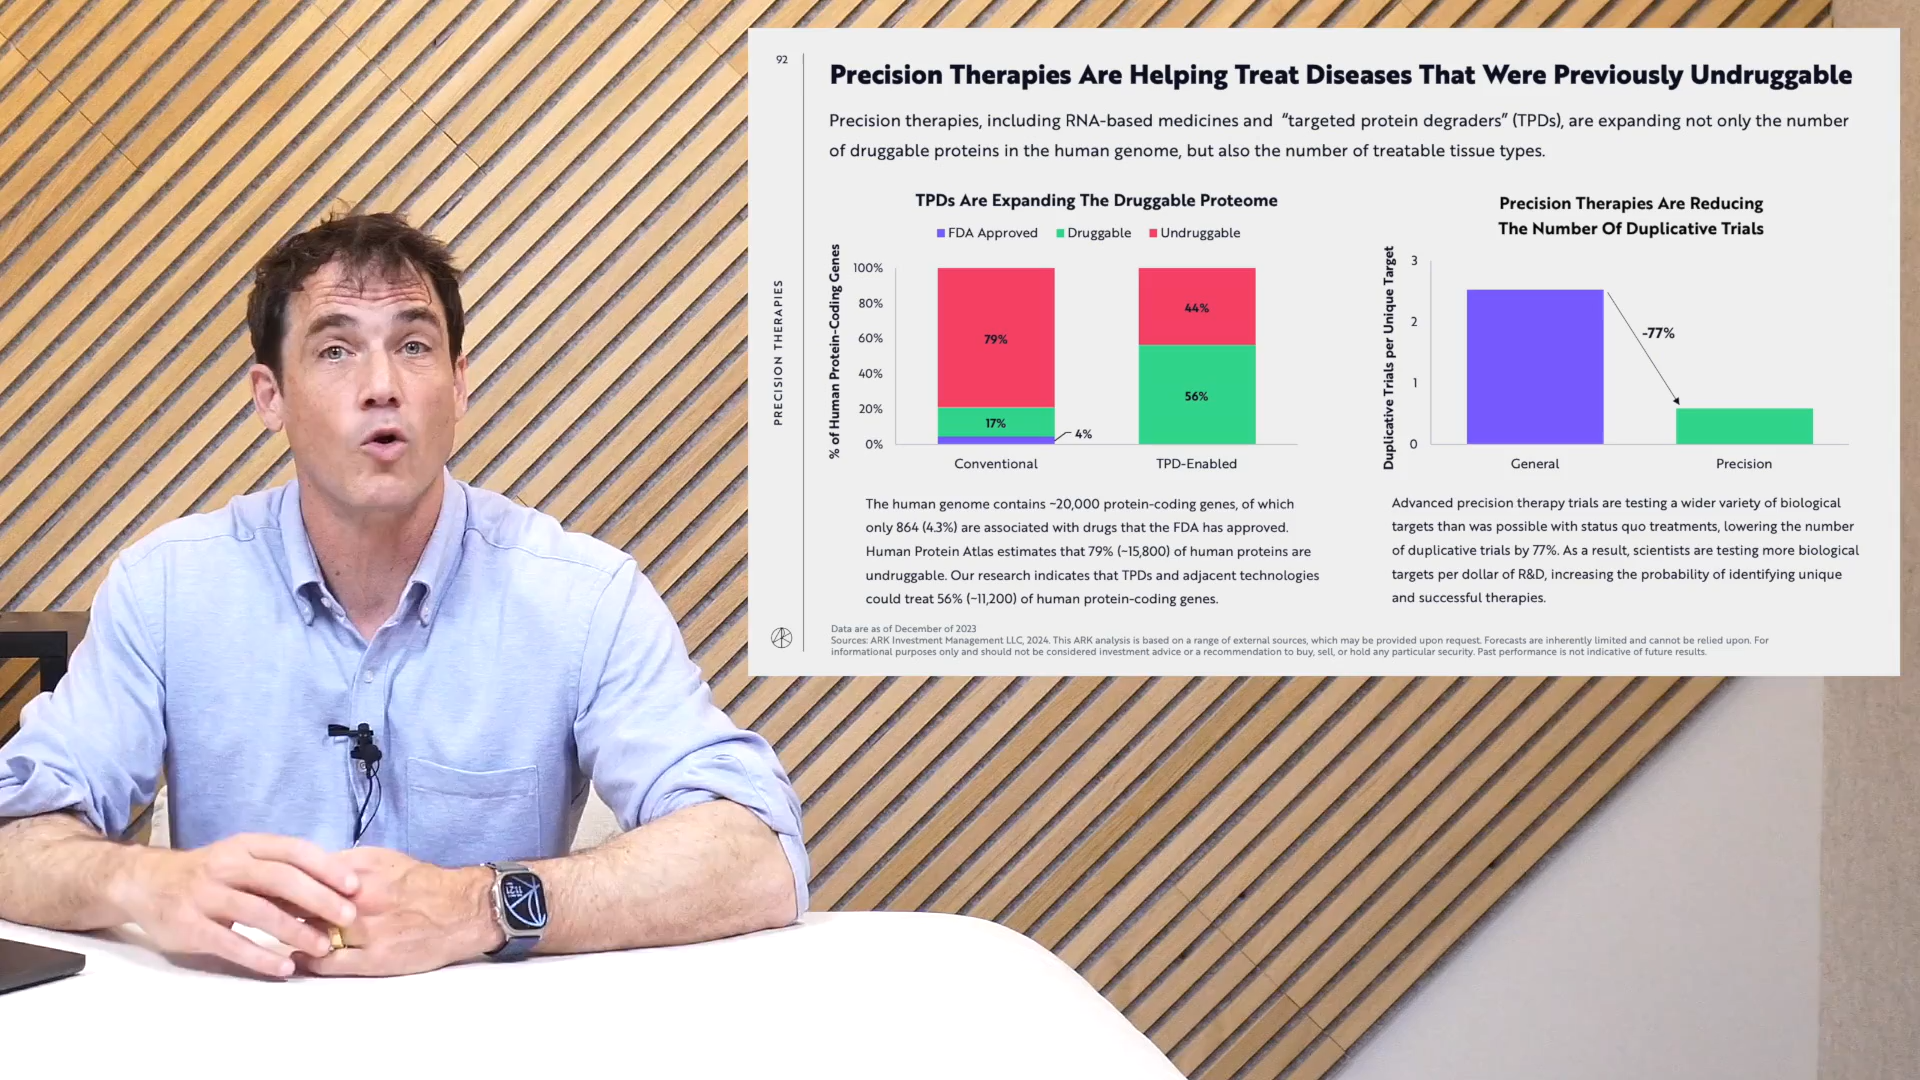 92
Precision Therapies Are Helping Treat Diseases That Were Previously Undruggable
Precision therapies, including RNA-based medicines and “targeted protein degraders” (TPDs), are expanding not only the number
of druggable proteins in the human genome, but also the number of treatable tissue types.
PRECISION THERAPIES
TPDs Are Expanding The Druggable Proteome
FDA Approved Druggable Undruggable
% of Human Protein-Coding Genes
100%
80%
60%
40%
20%
0%
79%
17%
4%
44%
56%
Conventional TPD-Enabled
The human genome contains ~20,000 protein-coding genes, of which
only 864 (4.3%) are associated with drugs that the FDA has approved.
Human Protein Atlas estimates that 79% (~15,800) of human proteins are
undruggable. Our research indicates that TPDs and adjacent technologies
could treat 56% (~11,200) of human protein-coding genes.
Precision Therapies Are Reducing
The Number Of Duplicative Trials
Duplicative Trials per Unique Target
3
2
1
0
-77%
General Precision
Advanced precision therapy trials are testing a wider variety of biological
targets than was possible with status quo treatments, lowering the number
of duplicative trials by 77%. As a result, scientists are testing more biological
targets per dollar of R&D, increasing the probability of identifying unique
and successful therapies.
Data are as of December of 2023
Sources: ARK Investment Management LLC, 2024. This ARK analysis is based on a range of external sources, which may be provided upon request. Forecasts are inherently limited and cannot be relied upon. For
informational purposes only and should not be considered investment advice or a recommendation to buy, sell, or hold any particular security. Past performance is not indicative of future results.